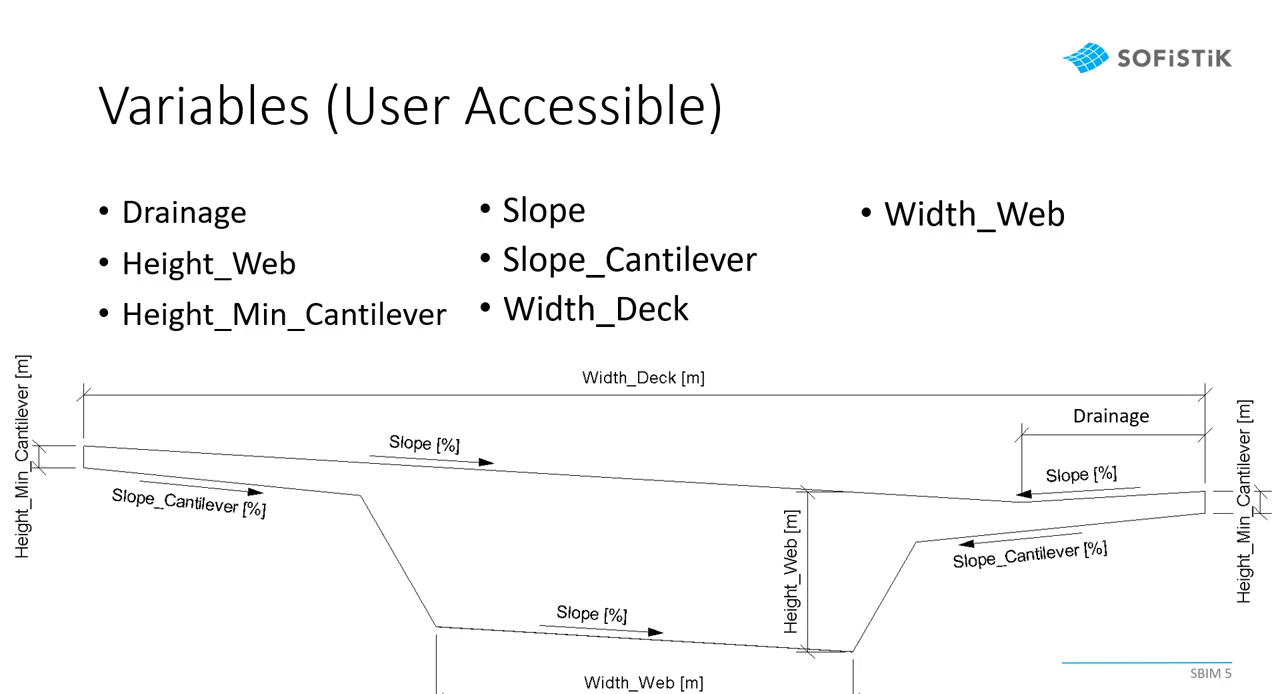 SOFiSTiK
Variables (User Accessible)
• Drainage
• Height_Web
• Height_Min_Cantilever
• Slope
• Slope_Cantilever
• Width_Deck
• Width_Web
Width_Deck [m]
Height_Min_Cantilever [m]
Slope [%]
Slope_Cantilever [%]
Drainage
Slope [%]
Height_Min_Cantilever [m]
Height_Web [m]
Slope_Cantilever [%]
Slope [%]
Width_Web [m]
SBIM 5